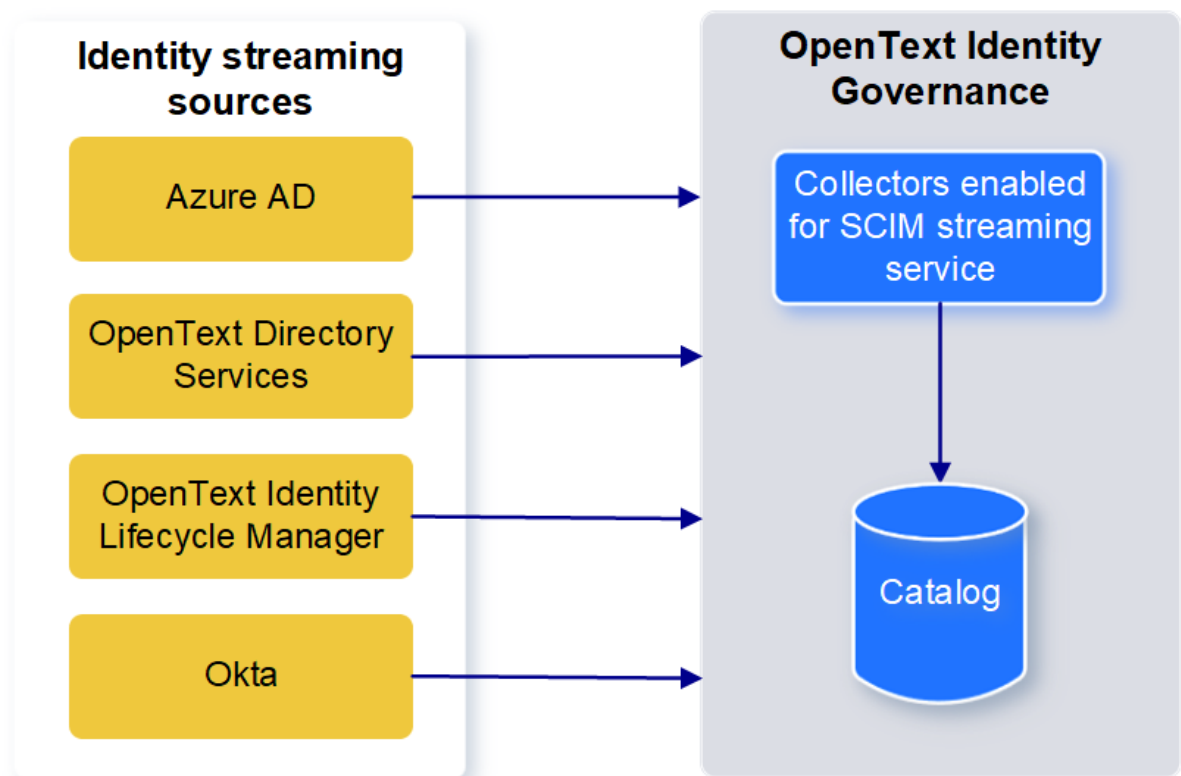 Identity streaming
sources
Azure AD
OpenText Directory
Services
OpenText Identity
Lifecycle Manager
Okta
OpenText Identity
Governance
Collectors enabled
for SCIM streaming
service
Catalog